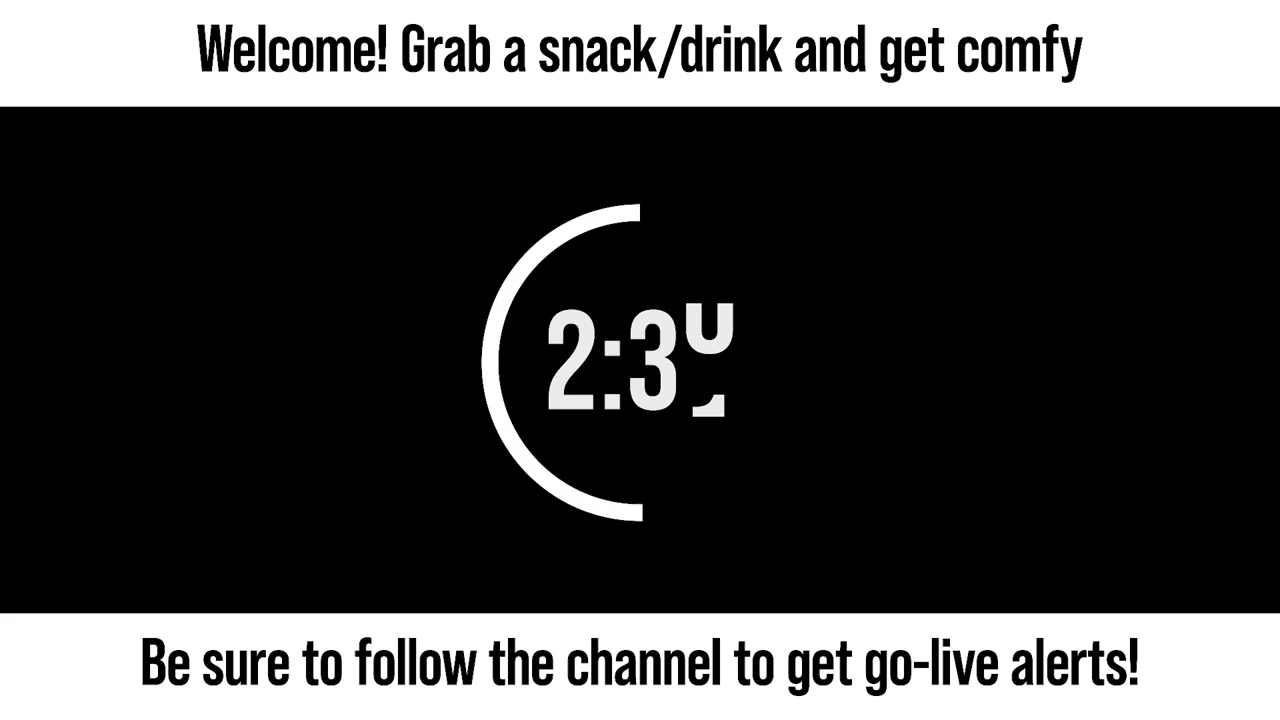 Welcome! Grab a snack/drink and get comfy
2:3
Be sure to follow the channel to get go-live alerts!